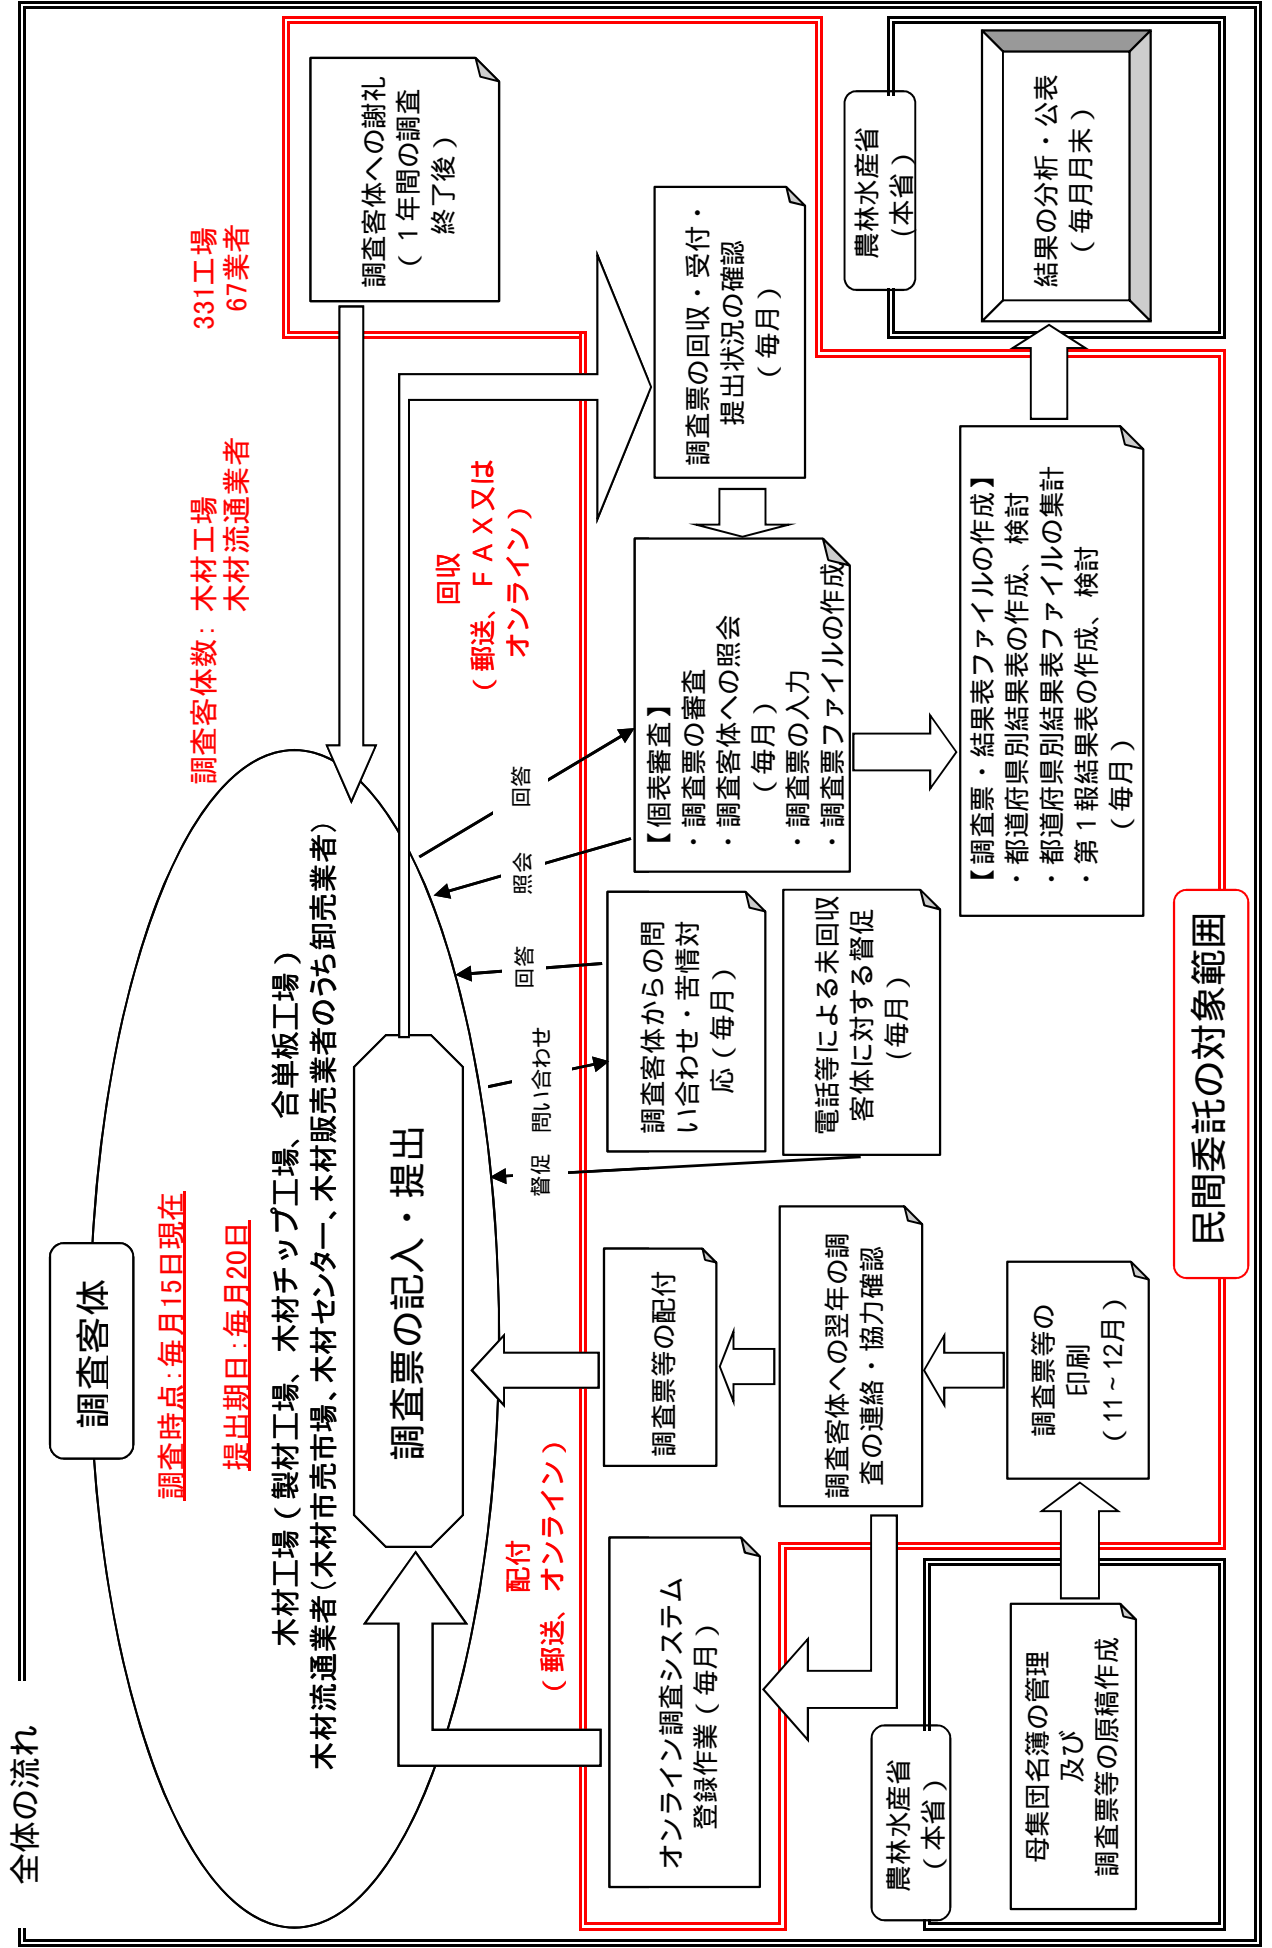 全体の流れ
調査客体
調査時点:毎月15日現在
提出期日:毎月20日
調査客体数: 木材工場 331工場
木材流通業者 67業者
木材工場（製材工場、木材チップ工場、合単板工場）
木材流通業者(木材市売市場、木材センター、木材販売業者のうち卸売業者)
調査票の記入・提出
配付
（郵送、オンライン）
督促
問い合わせ
回答
照会
回答
回収
（郵送、ＦＡＸ又は
オンライン）
調査客体への謝礼
（１年間の調査
終了後）
オンライン調査システム
登録作業（毎月）
調査票等の配付
調査客体からの問
い合わせ・苦情対
応（毎月）
【個表審査】
・調査票の審査
・調査客体への照会
（毎月）
・調査票の入力
・調査票ファイルの作成
調査票の回収・受付・
提出状況の確認
（毎月）
調査客体への翌年の調
査の連絡・協力確認
電話等による未回収
客体に対する督促
(毎月)
農林水産省
（本省）
母集団名簿の管理
及び
調査票等の原稿作成
調査票等の
印刷
（11～12月）
【調査票・結果表ファイルの作成】
・都道府県別結果表の作成、検討
・都道府県別結果表ファイルの集計
・第１報結果表の作成、検討
（毎月）
農林水産省
（本省）
結果の分析・公表
（毎月月末）
民間委託の対象範囲